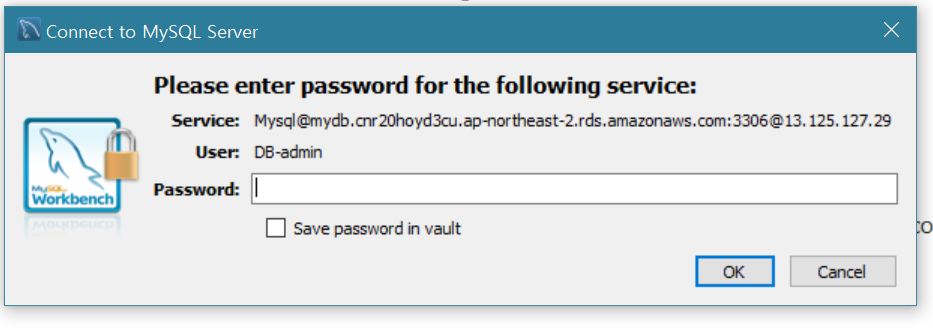 Connect to MySQL Server
Please enter password for the following service:
Service: Mysql@mydb.cnr20hoyd3cu.ap-northeast-2.rds.amazonaws.com:3306@13.125.127.29
User: DB-admin
MySQL
Workbench
Password:
Save password in vault
co
OK Cancel